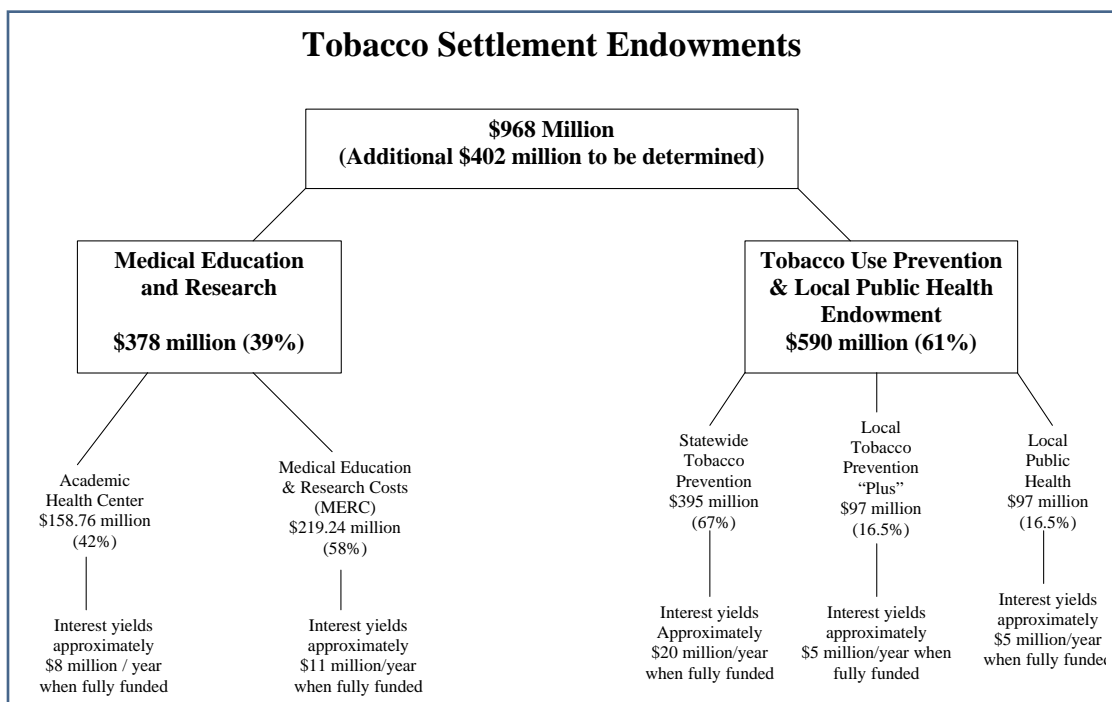 Tobacco Settlement Endowments
$968 Million
(Additional $402 million to be determined)
Medical Education
and Research
$378 million (39%)
Tobacco Use Prevention
& Local Public Health
Endowment
$590 million (61%)
Academic
Health Center
$158.76 million
(42%)
Medical Education
& Research Costs
(MERC)
$219.24 million
(58%)
Statewide
Tobacco
Prevention
$395 million
(67%)
Local
Tobacco
Prevention
“Plus”
$97 million
(16.5%)
Local
Public
Health
$97 million
(16.5%)
Interest yields
approximately
$8 million / year
when fully funded
Interest yields
approximately
$11 million/year
when fully funded
Interest yields
Approximately
$20 million/year
when fully funded
Interest yields
approximately
$5 million/year when
fully funded
Interest yields
approximately
$5 million/year
when fully funded